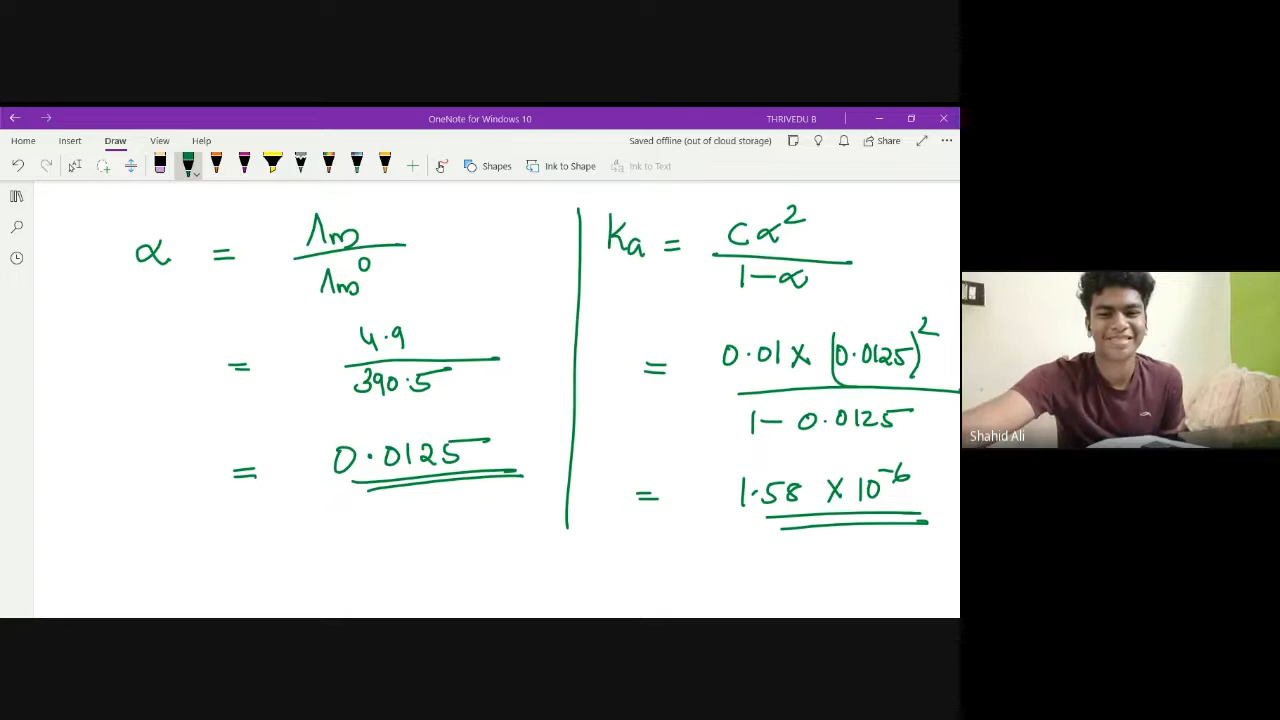 OneNote for Windows 10
THRIVEDU B
Home Insert Draw View Help
Saved offline (out of cloud storage)
Share
Shapes
Ink to Shape
Ink to Text
α = Λm / Λm⁰
= 4.9 / 390.5
= 0.0125
Ka = Cα² / 1-α
= 0.01 × (0.0125)² / 1 - 0.0125
= 1.58 × 10⁻⁶
Shahid Ali